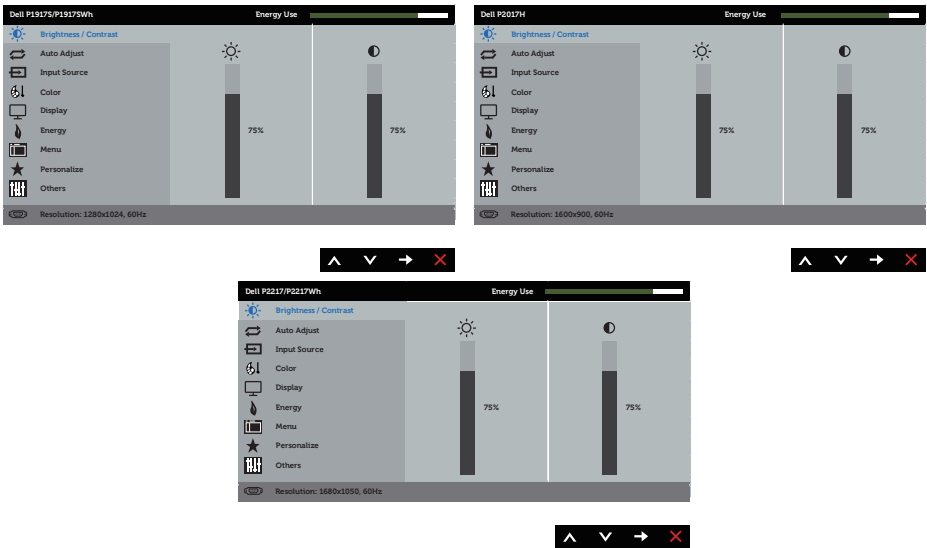 Dell P1917S/P1917SWh Energy Use
Brightness / Contrast
Auto Adjust
Input Source
Color
Display
Energy 75% 75%
Menu
Personalize
Others
Resolution: 1280x1024, 60Hz
Dell P2017H Energy Use
Brightness / Contrast
Auto Adjust
Input Source
Color
Display
Energy 75% 75%
Menu
Personalize
Others
Resolution: 1600x900, 60Hz
Dell P2217/P2217Wh Energy Use
Brightness / Contrast
Auto Adjust
Input Source
Color
Display
Energy 75% 75%
Menu
Personalize
Others
Resolution: 1680x1050, 60Hz